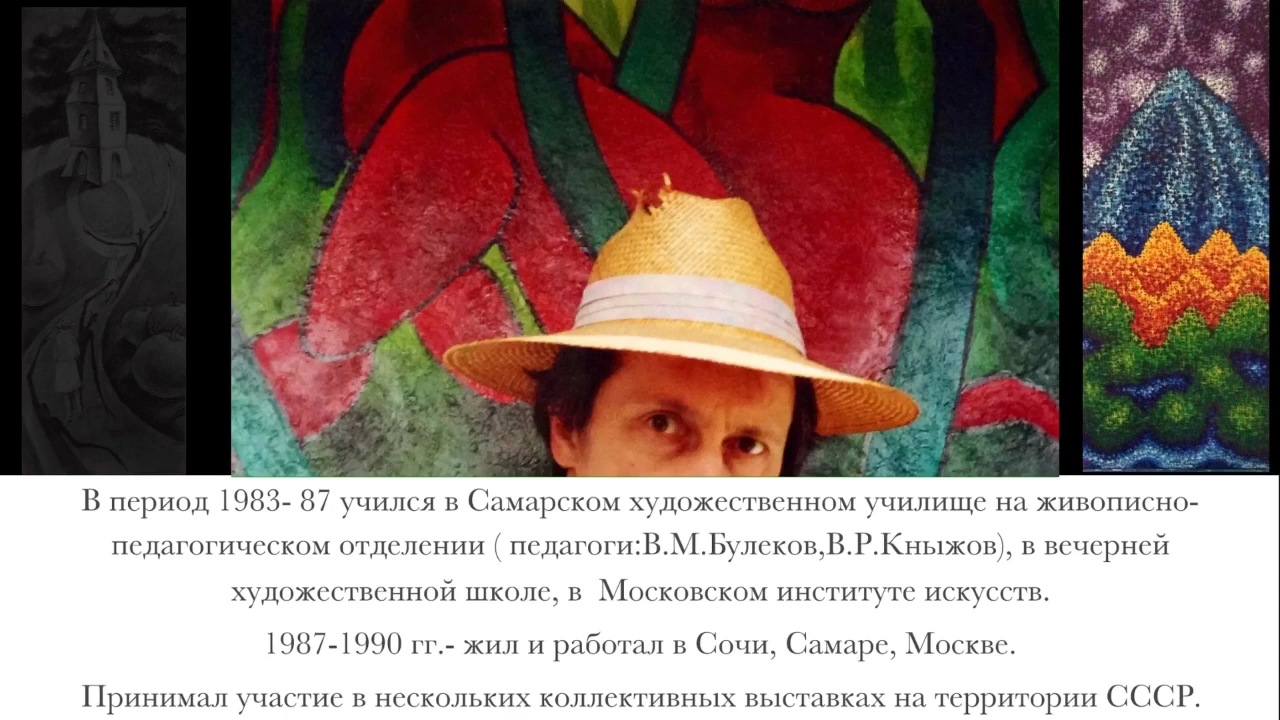 В период 1983- 87 учился в Самарском художественном училище на живописно-
педагогическом отделении ( педагоги:В.М.Булеков,В.Р.Кныжов), в вечерней
художественной школе, в  Московском институте искусств.
1987-1990 гг.- жил и работал в Сочи, Самаре, Москве.
Принимал участие в нескольких коллективных выставках на территории СССР.